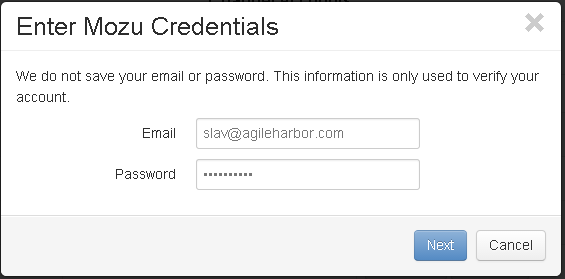 Enter Mozu Credentials
We do not save your email or password. This information is only used to verify your
account.
Email slav@agileharbor.com
Password ••••••••••
Next Cancel